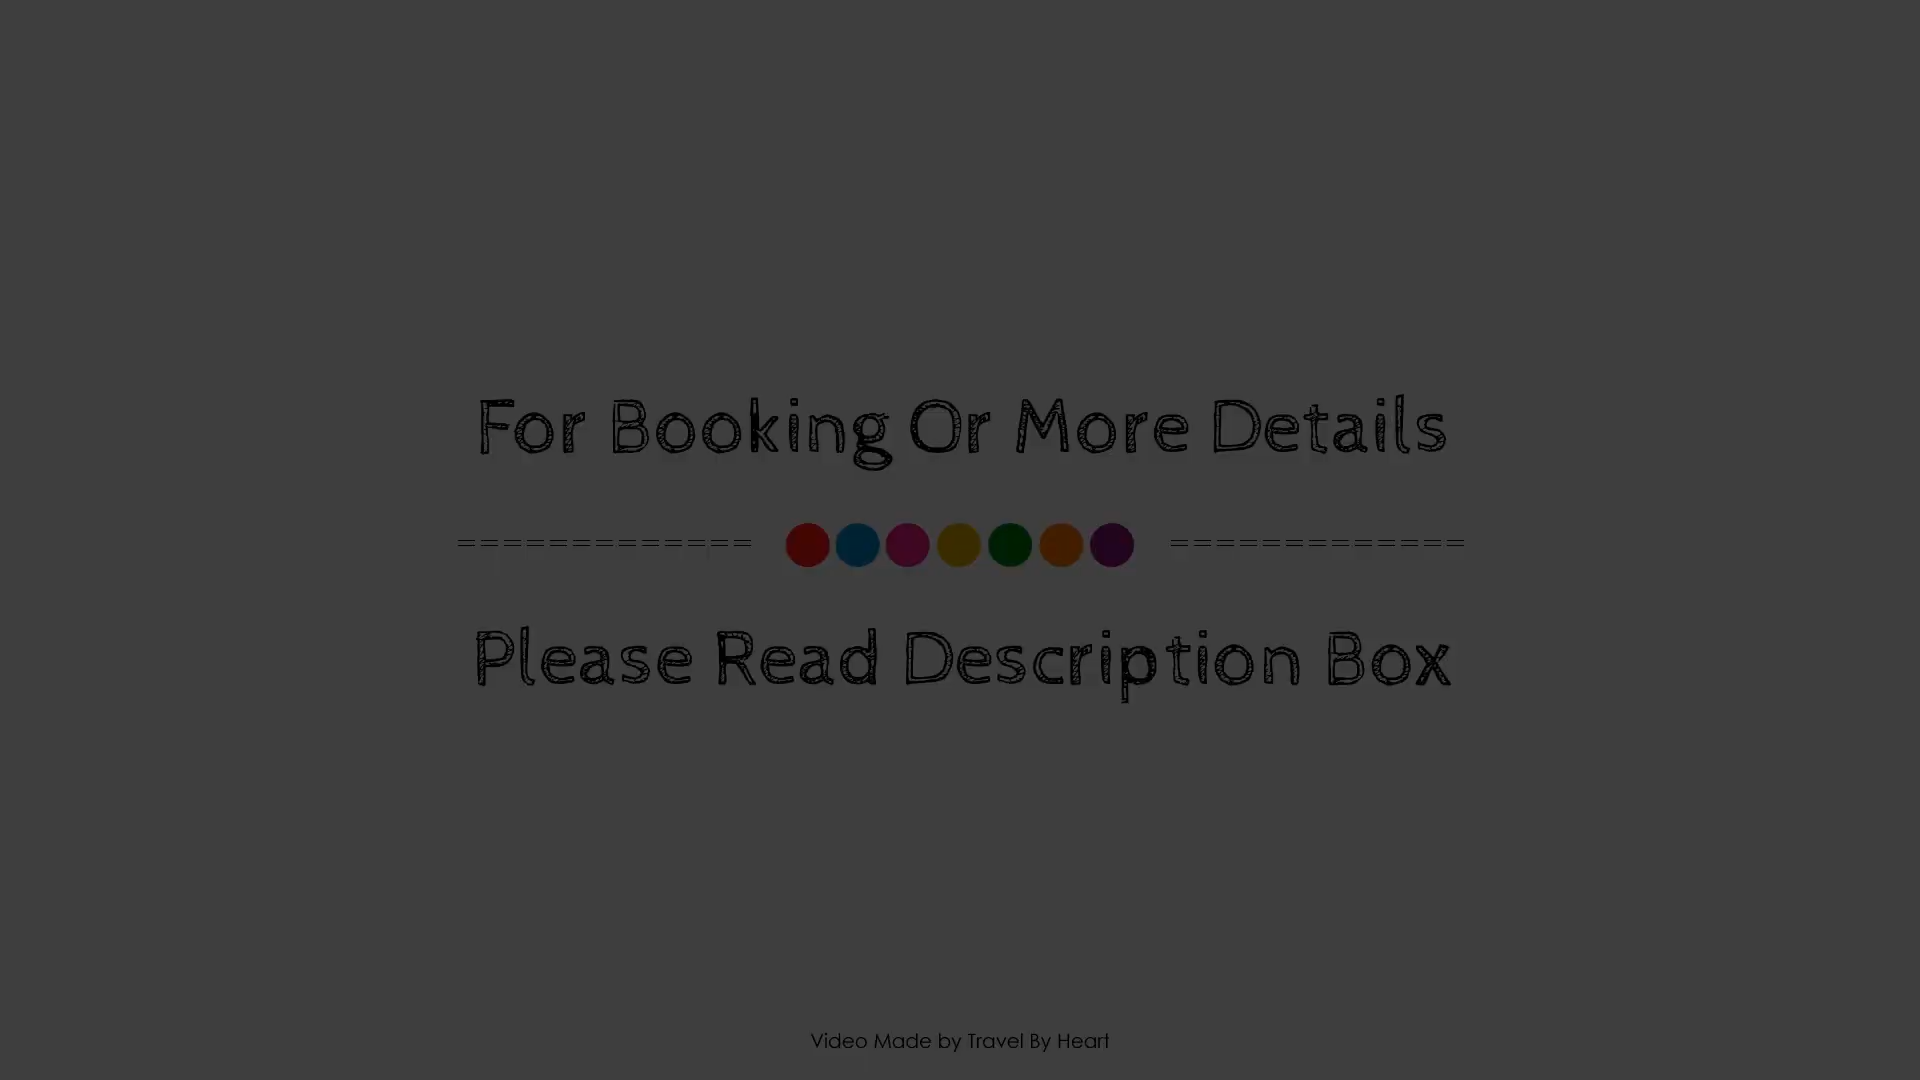 For Booking Or More Details
============= =============
Please Read Description Box
Video Made by Travel By Heart